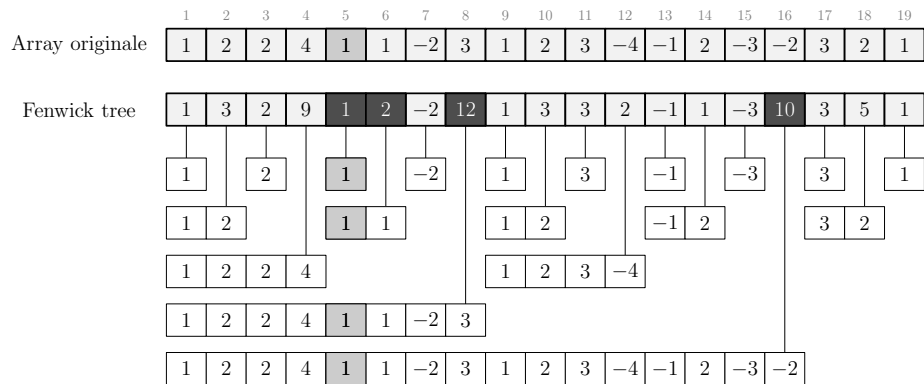 1 2 3 4 5 6 7 8 9 10 11 12 13 14 15 16 17 18 19
Array originale 1 2 2 4 1 1 −2 3 1 2 3 −4 −1 2 −3 −2 3 2 1
Fenwick tree 1 3 2 9 1 2 −2 12 1 3 3 2 −1 1 −3 10 3 5 1
1 2 1 −2 1 3 −1 −3 3 1
1 2 1 1 1 2 −1 2 3 2
1 2 2 4 1 2 3 −4
1 2 2 4 1 1 −2 3
1 2 2 4 1 1 −2 3 1 2 3 −4 −1 2 −3 −2